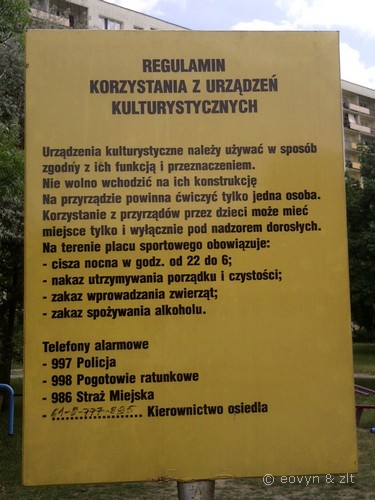 REGULAMIN
KORZYSTANIA Z URZĄDZEŃ
KULTURYSTYCZNYCH
Urządzenia kulturystyczne należy używać w sposób
zgodny z ich funkcją i przeznaczeniem.
Nie wolno wchodzić na ich konstrukcję
Na przyrządzie powinna ćwiczyć tylko jedna osoba.
Korzystanie z przyrządów przez dzieci może mieć
miejsce tylko i wyłącznie pod nadzorem dorosłych.
Na terenie placu sportowego obowiązuje:
- cisza nocna w godz. od 22 do 6;
- nakaz utrzymywania porządku i czystości;
- zakaz wprowadzania zwierząt;
- zakaz spożywania alkoholu.
Telefony alarmowe
- 997 Policja
- 998 Pogotowie ratunkowe
- 986 Straż Miejska
- Kierownictwo osiedla
© eovyn & zlt